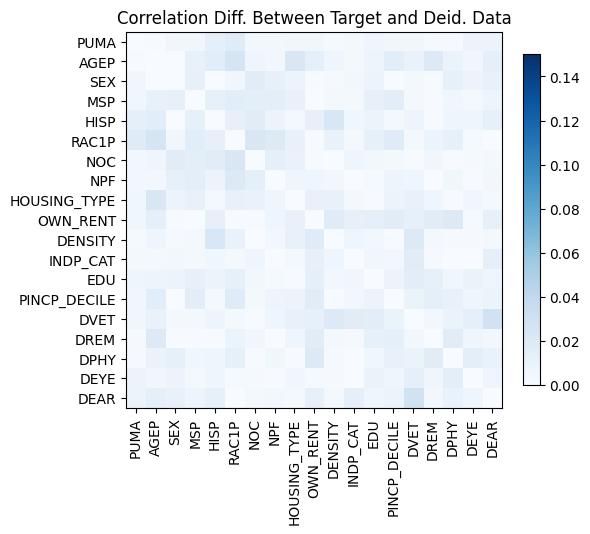 Correlation Diff. Between Target and Deid. Data
PUMA
AGEP
SEX
MSP
HISP
RAC1P
NOC
NPF
HOUSING_TYPE
OWN_RENT
DENSITY
INDP_CAT
EDU
PINCP_DECILE
DVET
DREM
DPHY
DEYE
DEAR
PUMA
AGEP
SEX
MSP
HISP
RAC1P
NOC
NPF
HOUSING_TYPE
OWN_RENT
DENSITY
INDP_CAT
EDU
PINCP_DECILE
DVET
DREM
DPHY
DEYE
DEAR
0.14
0.12
0.10
0.08
0.06
0.04
0.02
0.00